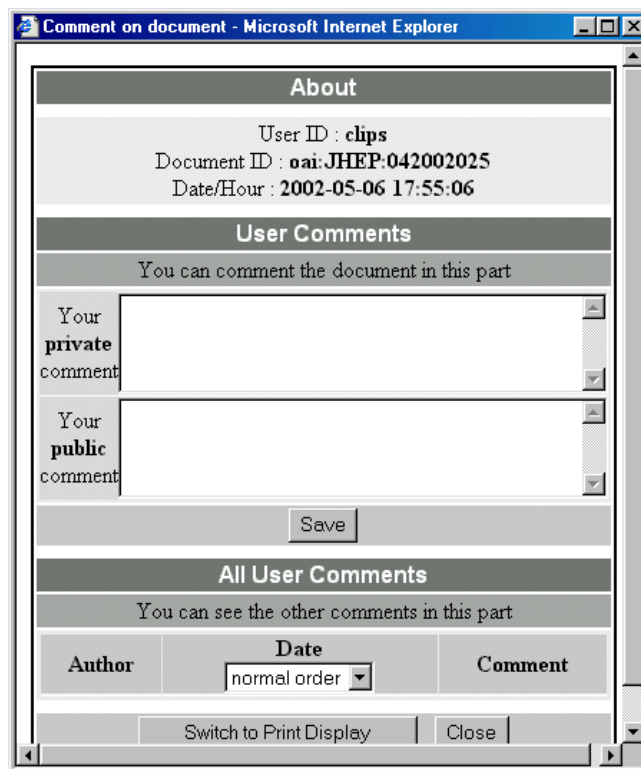 Comment on document - Microsoft Internet Explorer
About
User ID : clips
Document ID : oai:JHEP:042002025
Date/Hour : 2002-05-06 17:55:06
User Comments
You can comment the document in this part
Your
private
comment
Your
public
comment
Save
All User Comments
You can see the other comments in this part
Author
Date
normal order
Comment
Switch to Print Display
Close